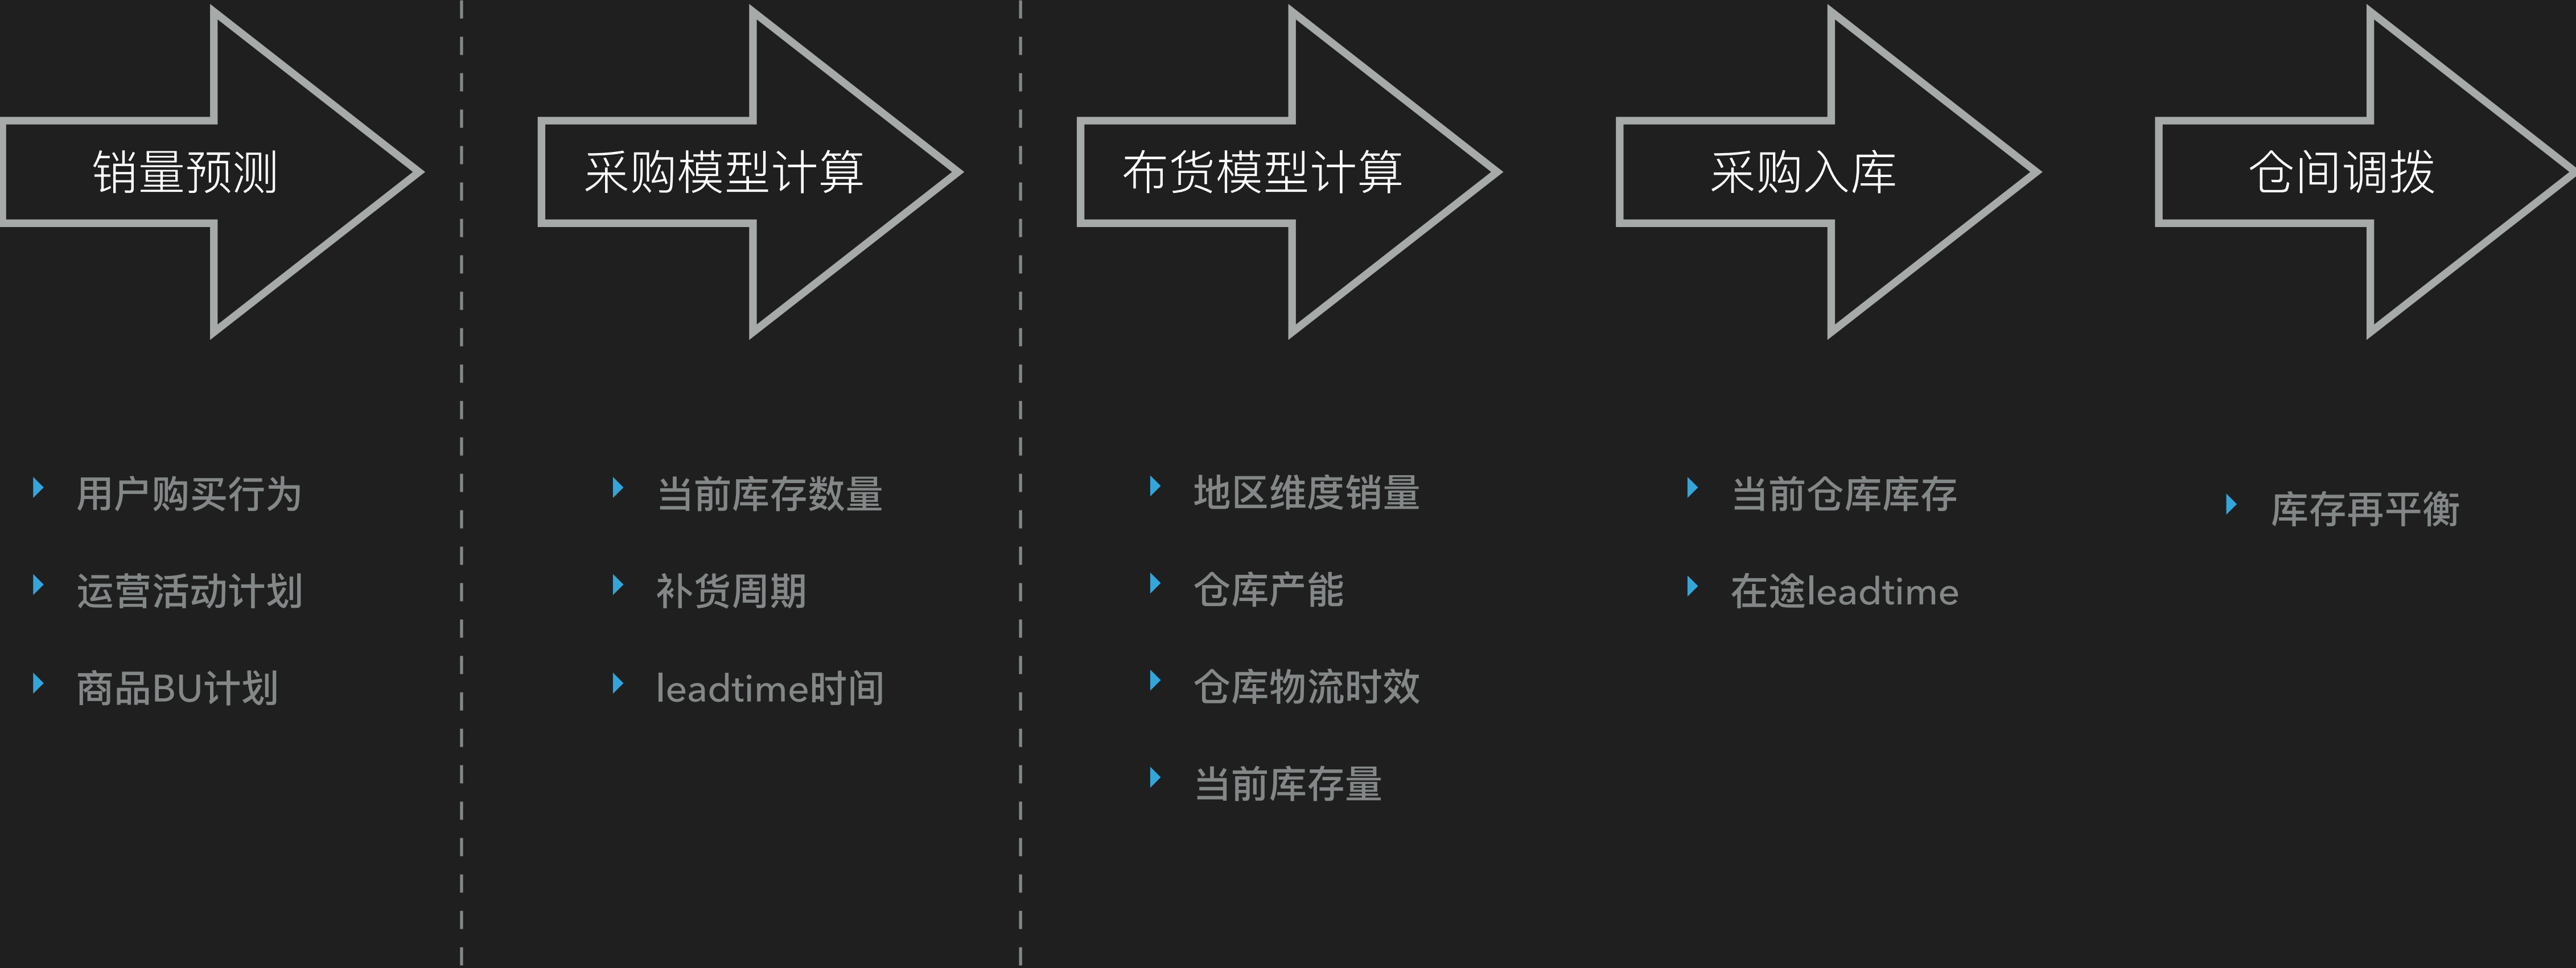 销量预测
采购模型计算
布货模型计算
采购入库
仓间调拨
用户购买行为
运营活动计划
商品BU计划
当前库存数量
补货周期
leadtime时间
地区维度销量
仓库产能
仓库物流时效
当前库存量
当前仓库库存
在途leadtime
库存再平衡